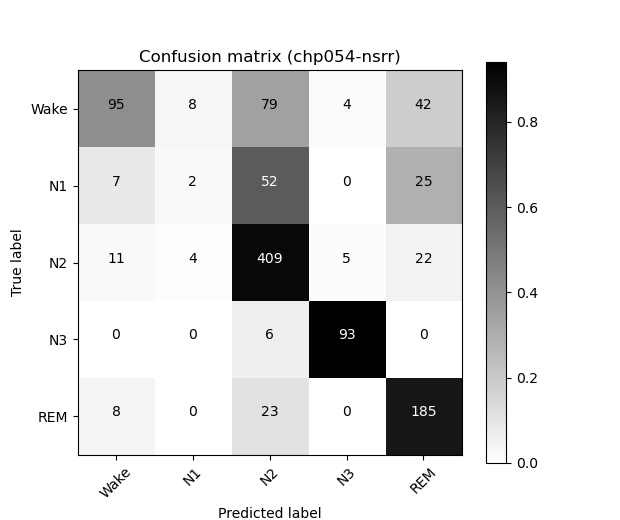 Confusion matrix (chp054-nsrr)
Wake 95 8 79 4 42
N1 7 2 52 0 25
N2 11 4 409 5 22
N3 0 0 6 93 0
REM 8 0 23 0 185
Wake N1 N2 N3 REM
Predicted label
True label
0.8
0.6
0.4
0.2
0.0